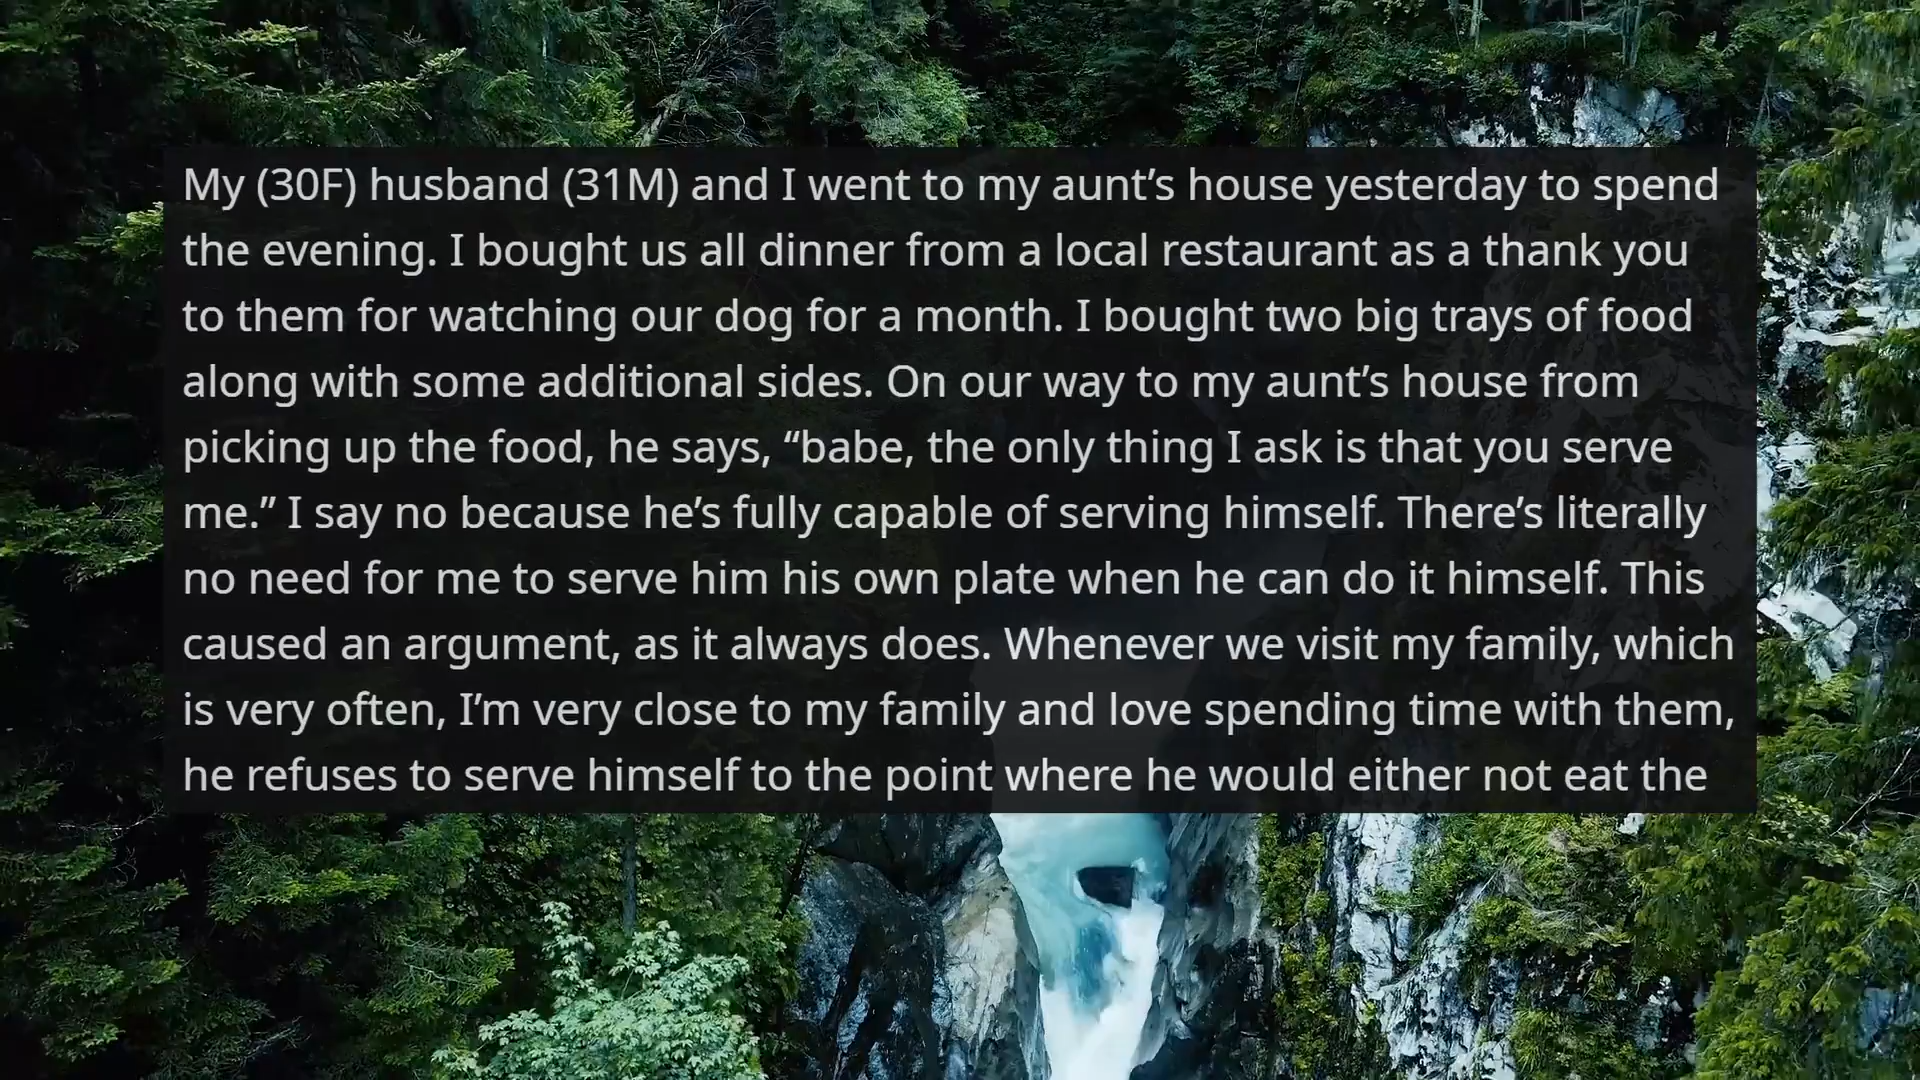 My (30F) husband (31M) and I went to my aunt’s house yesterday to spend
the evening. I bought us all dinner from a local restaurant as a thank you
to them for watching our dog for a month. I bought two big trays of food
along with some additional sides. On our way to my aunt’s house from
picking up the food, he says, “babe, the only thing I ask is that you serve
me.” I say no because he’s fully capable of serving himself. There’s literally
no need for me to serve him his own plate when he can do it himself. This
caused an argument, as it always does. Whenever we visit my family, which
is very often, I’m very close to my family and love spending time with them,
he refuses to serve himself to the point where he would either not eat the